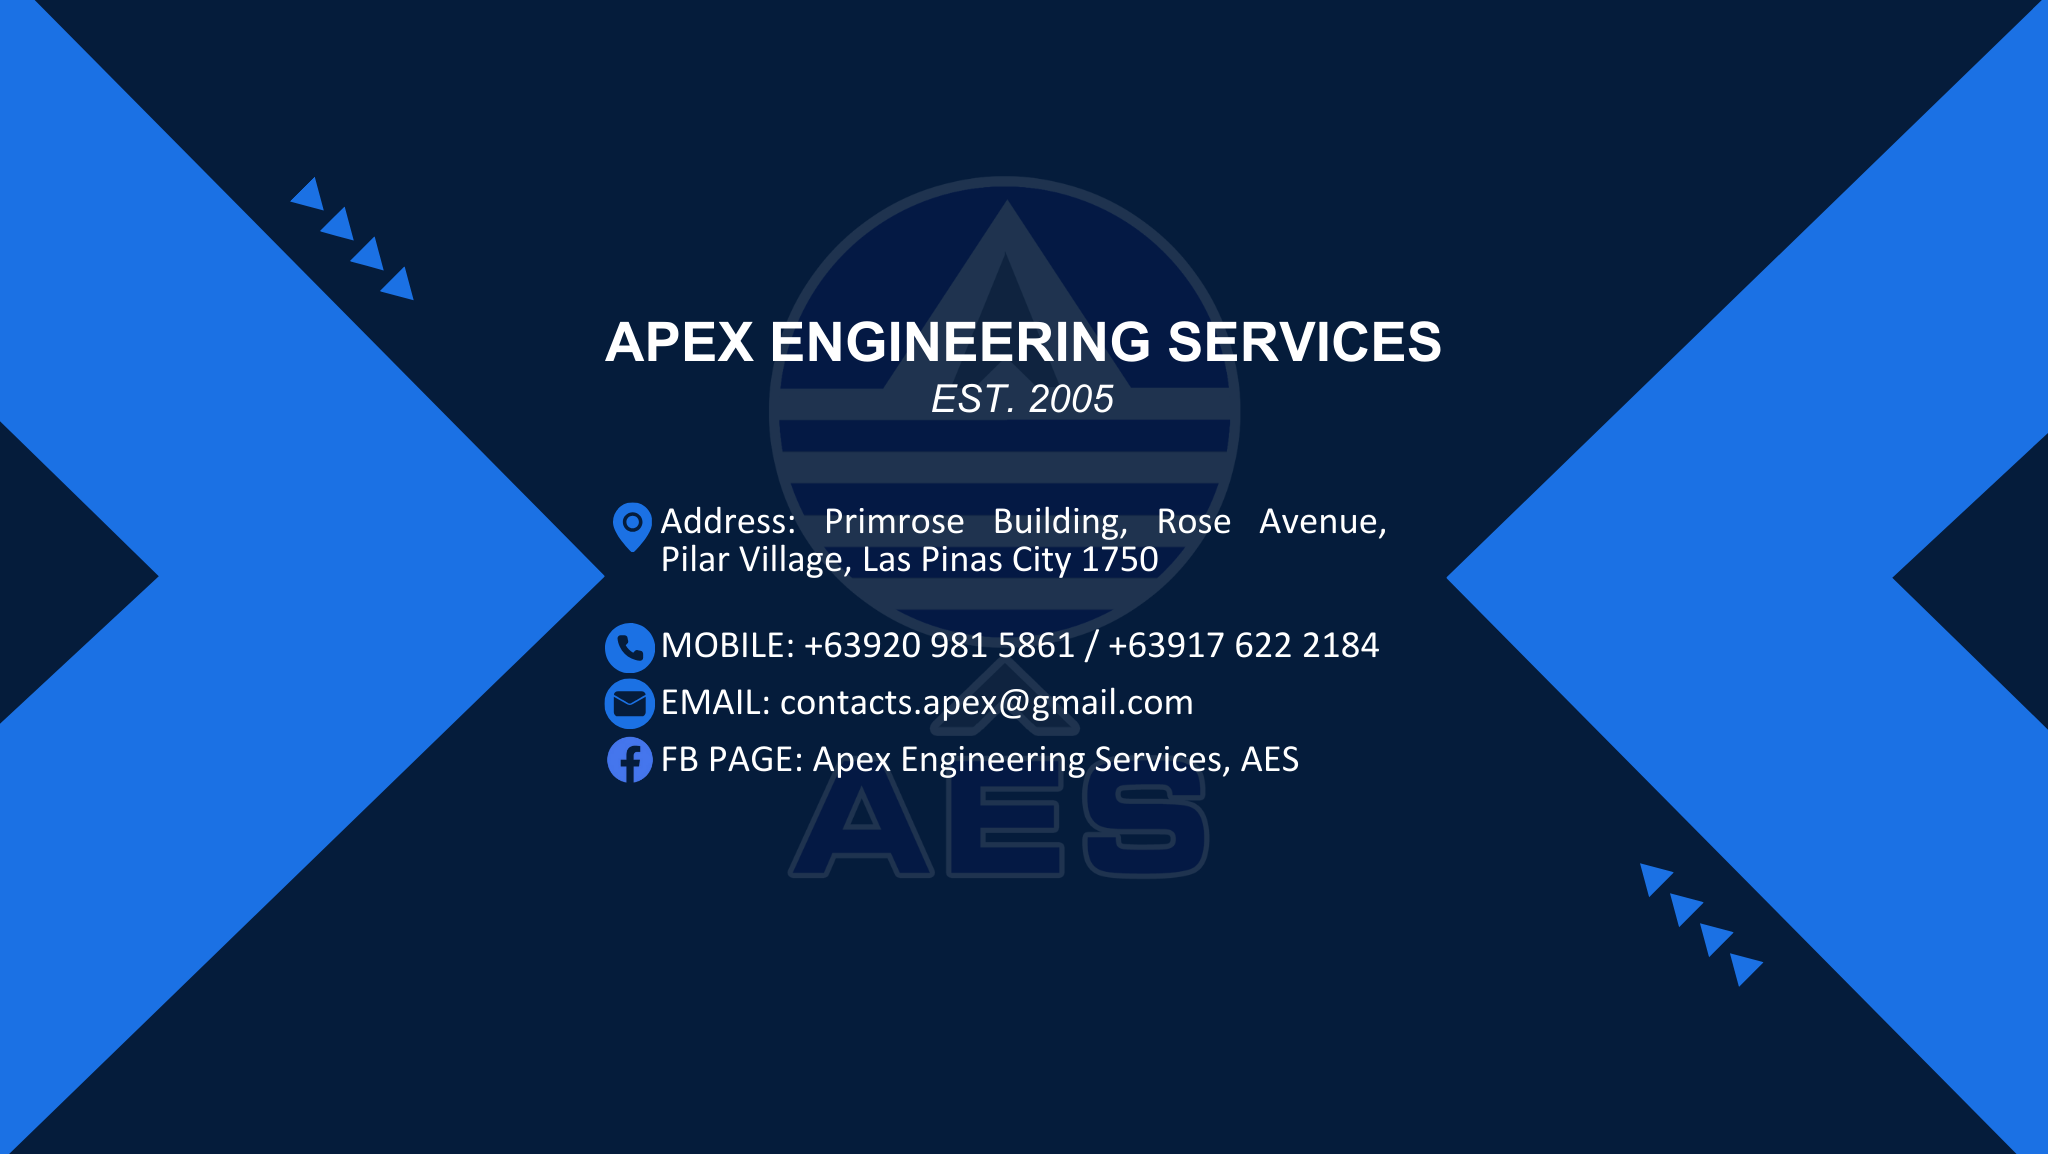 APEX ENGINEERING SERVICES
EST. 2005
Address: Primrose Building, Rose Avenue,
Pilar Village, Las Pinas City 1750
MOBILE: +63920 981 5861 / +63917 622 2184
EMAIL: contacts.apex@gmail.com
FB PAGE: Apex Engineering Services, AES
AES